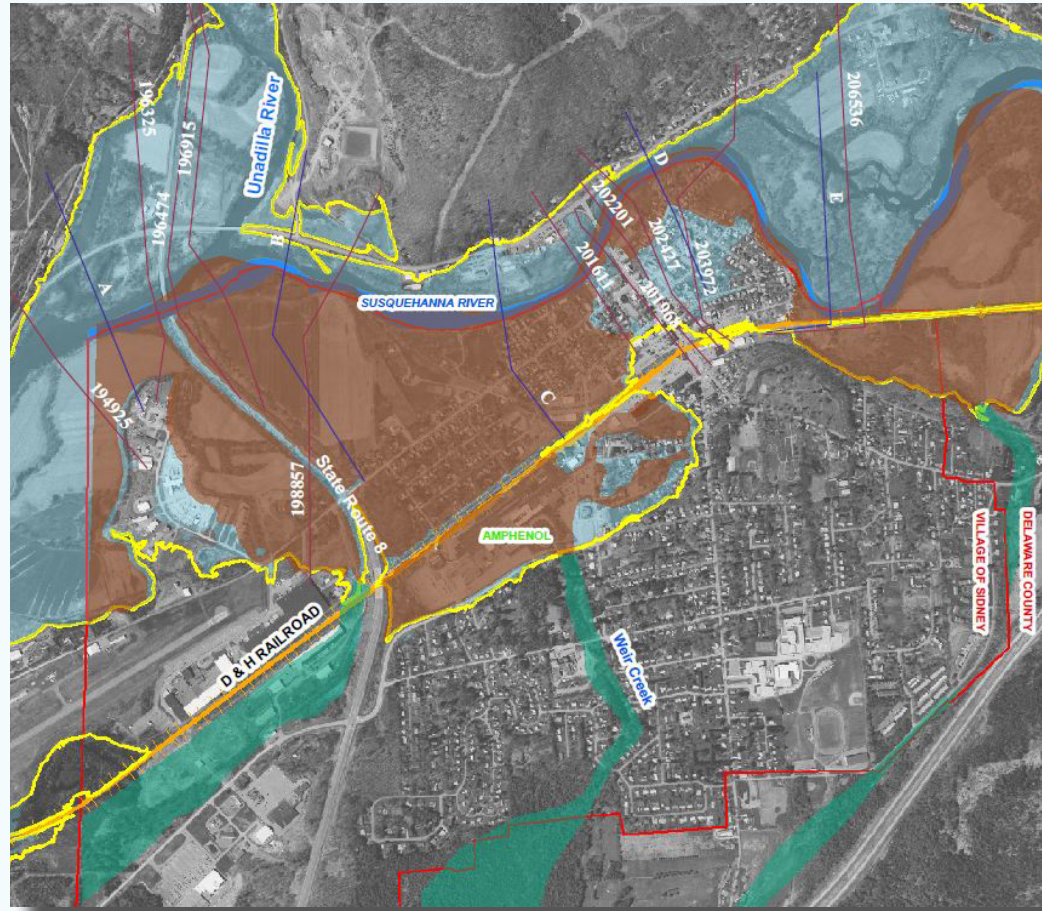 196325
196915
Unadilla River
206536
D
E
202201
196474
B
A
202427
203972
201611
SUSQUEHANNA RIVER
201968
C
194925
State Route 8
198857
AMPHENOL
VILLAGE OF SIDNEY
DELAWARE COUNTY
D & H RAILROAD
Weir Creek